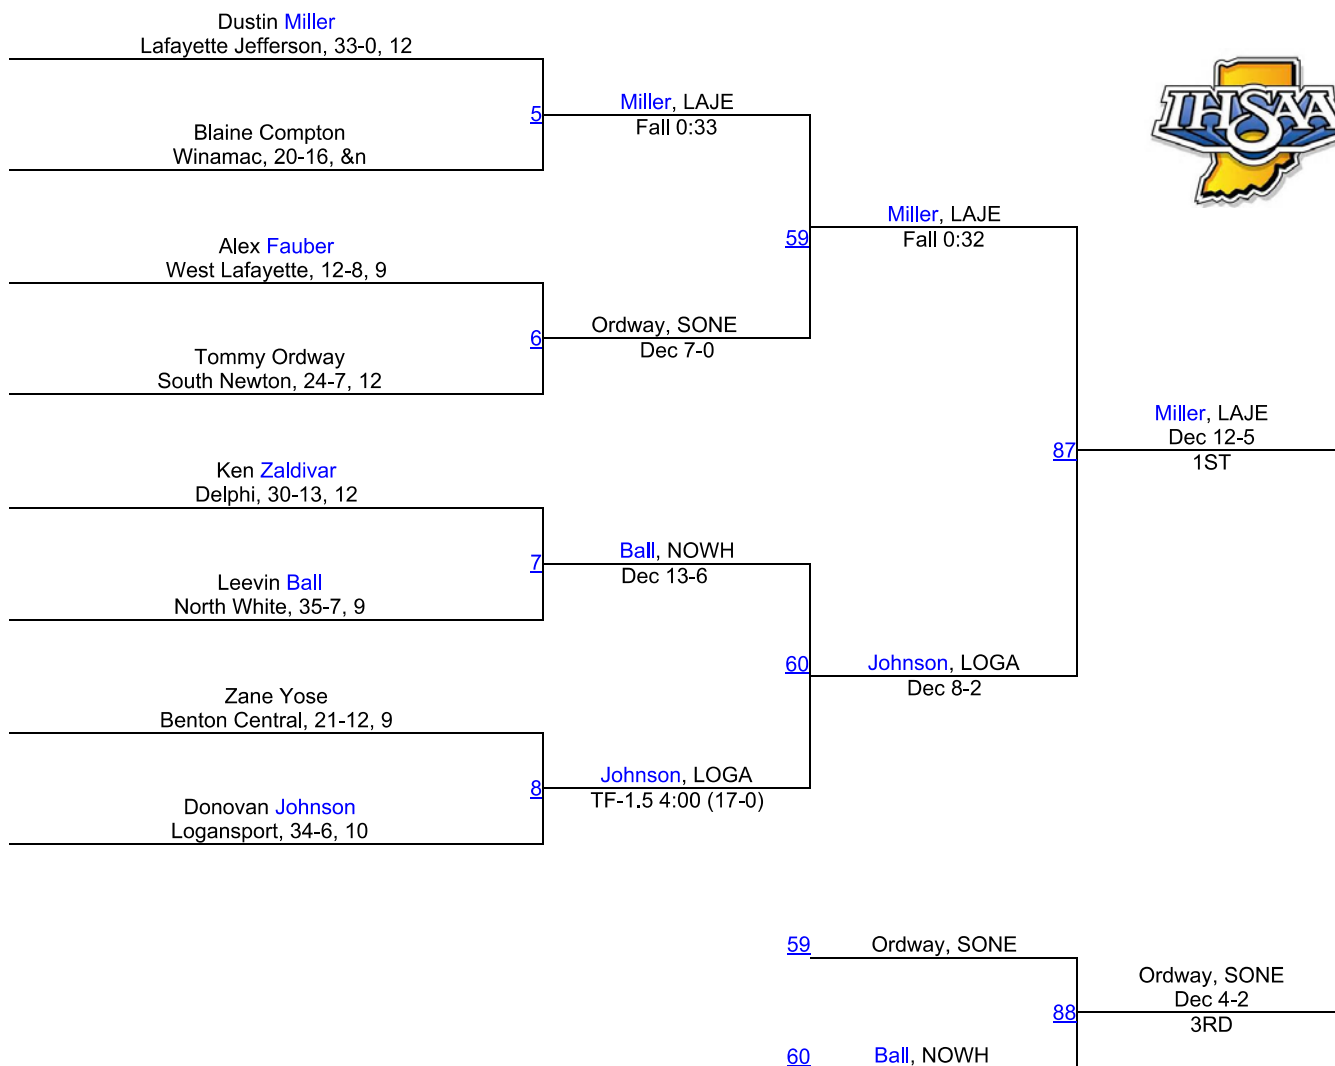 Dustin Miller
Lafayette Jefferson, 33-0, 12
5
Miller, LAJE
Fall 0:33
Blaine Compton
Winamac, 20-16, &n
IHSAA
59
Miller, LAJE
Fall 0:32
Alex Fauber
West Lafayette, 12-8, 9
6
Ordway, SONE
Dec 7-0
Tommy Ordway
South Newton, 24-7, 12
87
Miller, LAJE
Dec 12-5
1ST
Ken Zaldivar
Delphi, 30-13, 12
7
Ball, NOWH
Dec 13-6
Leevin Ball
North White, 35-7, 9
60
Johnson, LOGA
Dec 8-2
Zane Yose
Benton Central, 21-12, 9
8
Johnson, LOGA
TF-1.5 4:00 (17-0)
Donovan Johnson
Logansport, 34-6, 10
59
Ordway, SONE
88
Ordway, SONE
Dec 4-2
3RD
60
Ball, NOWH